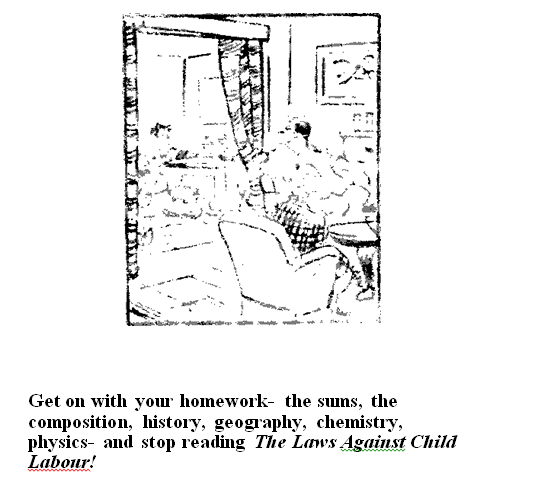 Get on with your homework- the sums, the
composition, history, geography, chemistry,
physics- and stop reading The Laws Against Child
Labour!